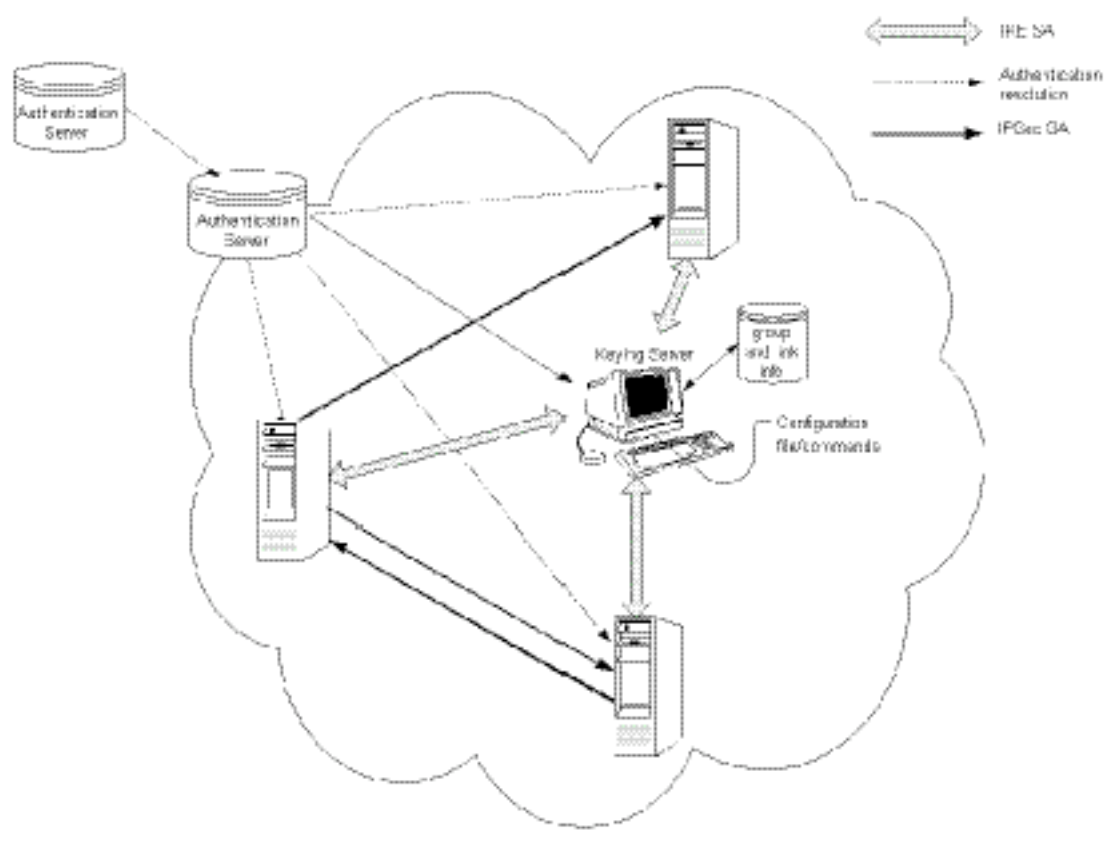 IKE SA
Authentication
resolution
IPSec SA
Authentication
Server
Authentication
Server
Keying Server
group
and link
info
Configuration
file/commands